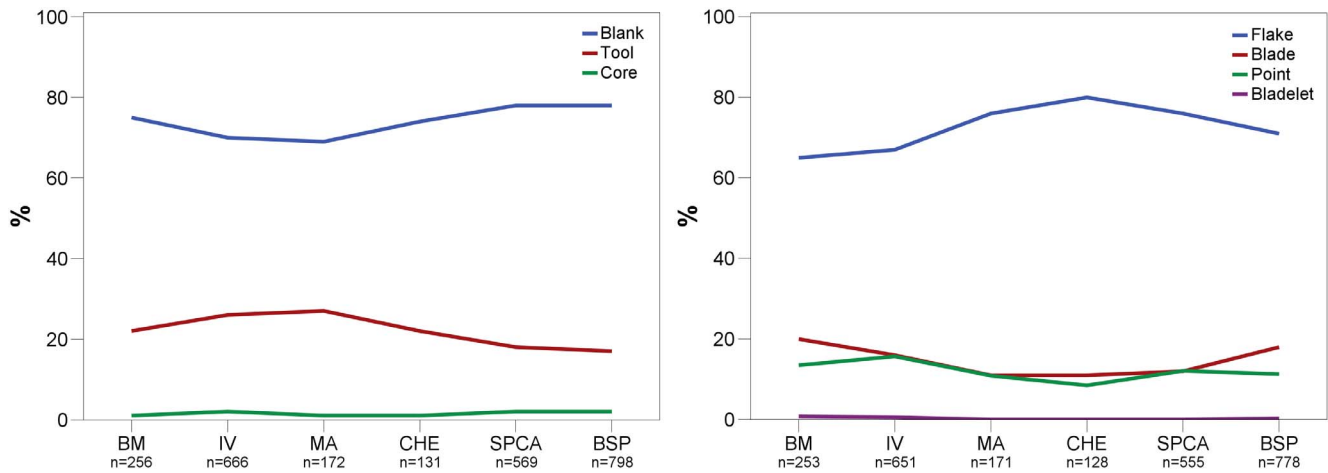 100
80
60
40
20
0
%
Blank
Tool
Core
BM IV MA CHE SPCA BSP
n=256 n=666 n=172 n=131 n=569 n=798
100
80
60
40
20
0
%
Flake
Blade
Point
Bladelet
BM IV MA CHE SPCA BSP
n=253 n=651 n=171 n=128 n=555 n=778